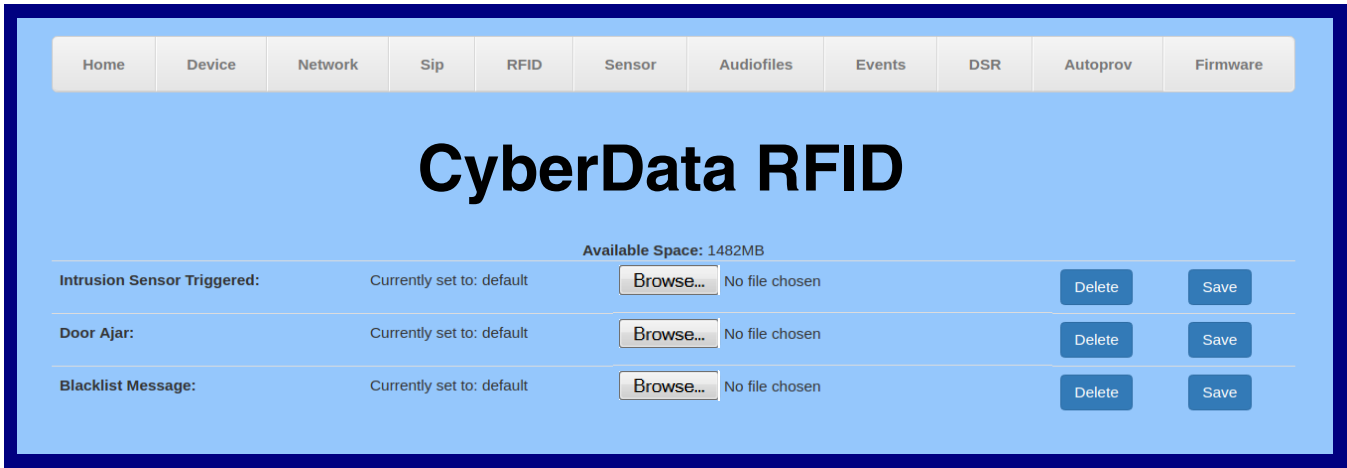 Home Device Network Sip RFID Sensor Audiofiles Events DSR Autoprov Firmware
CyberData RFID
Available Space: 1482MB
Intrusion Sensor Triggered: Currently set to: default Browse... No file chosen Delete Save
Door Ajar: Currently set to: default Browse... No file chosen Delete Save
Blacklist Message: Currently set to: default Browse... No file chosen Delete Save